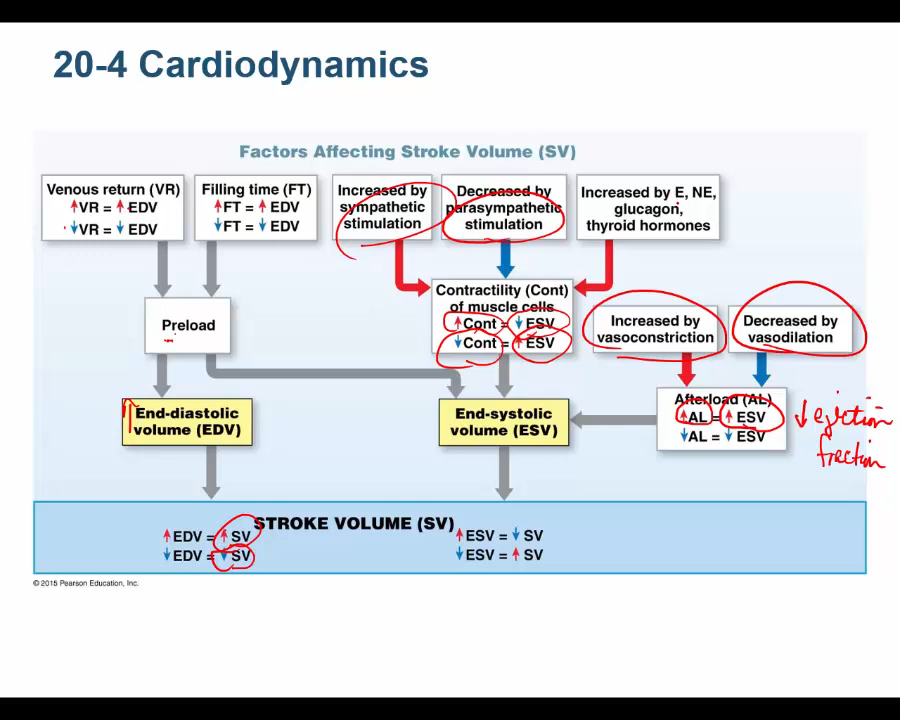 20-4 Cardiodynamics
Factors Affecting Stroke Volume (SV)
Venous return (VR)
↑VR = ↑EDV
↓VR = ↓EDV
Filling time (FT)
↑FT = ↑EDV
↓FT = ↓EDV
Increased by
sympathetic
stimulation
Decreased by
parasympathetic
stimulation
Increased by E, NE,
glucagon,
thyroid hormones
Preload
Contractility (Cont)
of muscle cells
↑Cont = ↓ESV
↓Cont = ↑ESV
Increased by
vasoconstriction
Decreased by
vasodilation
Afterload (AL)
↑AL = ↑ESV
↓AL = ↓ESV
↓ ejection
fraction
↑End-diastolic
volume (EDV)
End-systolic
volume (ESV)
STROKE VOLUME (SV)
↑EDV = ↑SV
↓EDV = ↓SV
↑ESV = ↓SV
↓ESV = ↑SV
© 2015 Pearson Education, Inc.